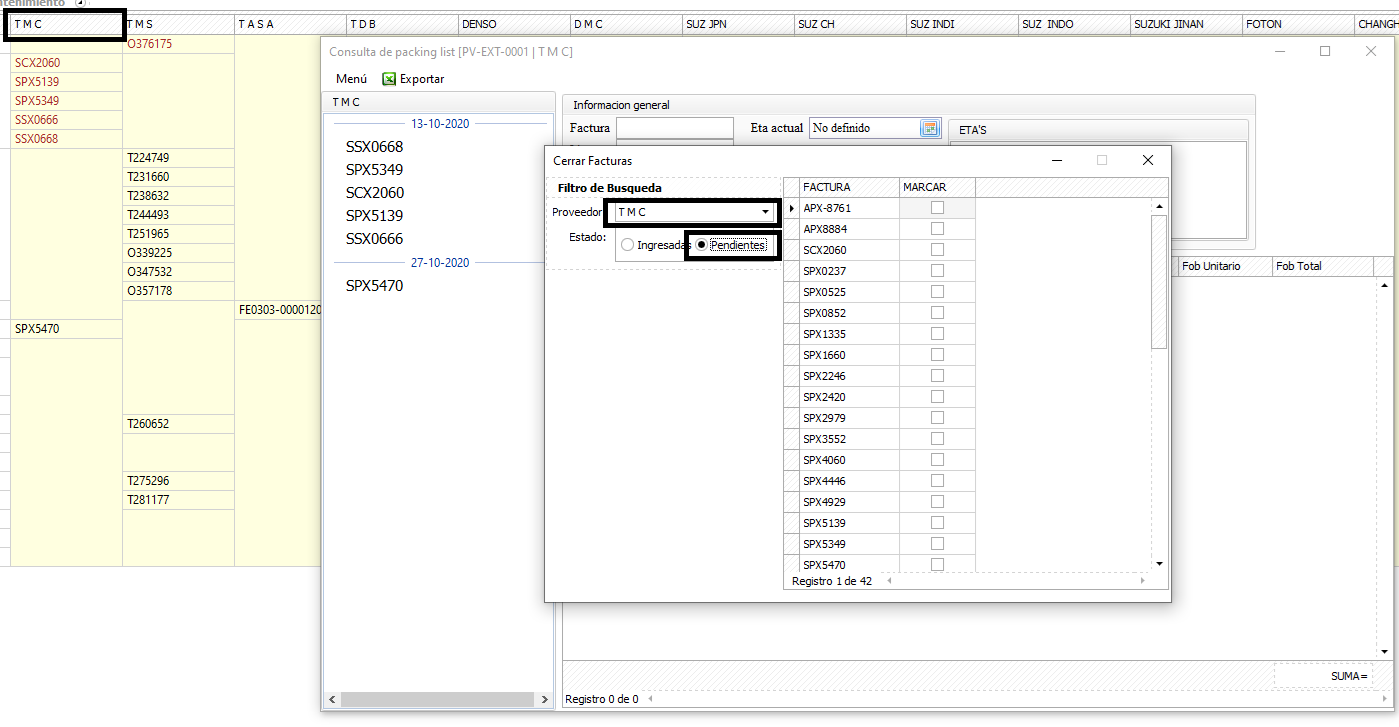 ntenimiento
T M C T M S T A S A T D B DENSO D M C SUZ JPN SUZ CH SUZ INDI SUZ INDO SUZUKI JINAN FOTON CHANGH
O376175
SCX2060
SPX5139
SPX5349
SSX0666
SSX0668
T224749
T231660
T238632
T244493
T251965
O339225
O347532
O357178
FE0303-0000120
SPX5470
T260652
T275296
T281177
Consulta de packing list [PV-EXT-0001 | T M C]
Menú Exportar
T M C
13-10-2020
SSX0668
SPX5349
SCX2060
SPX5139
SSX0666
27-10-2020
SPX5470
Informacion general
Factura Eta actual No definido
ETA'S
Fob Unitario Fob Total
SUMA=
Registro 0 de 0
Cerrar Facturas
Filtro de Busqueda
Proveedor T M C
Estado: Ingresadas Pendientes
FACTURA MARCAR
APX-8761
APX8884
SCX2060
SPX0237
SPX0525
SPX0852
SPX1335
SPX1660
SPX2246
SPX2420
SPX2979
SPX3552
SPX4060
SPX4446
SPX4929
SPX5139
SPX5349
SPX5470
Registro 1 de 42